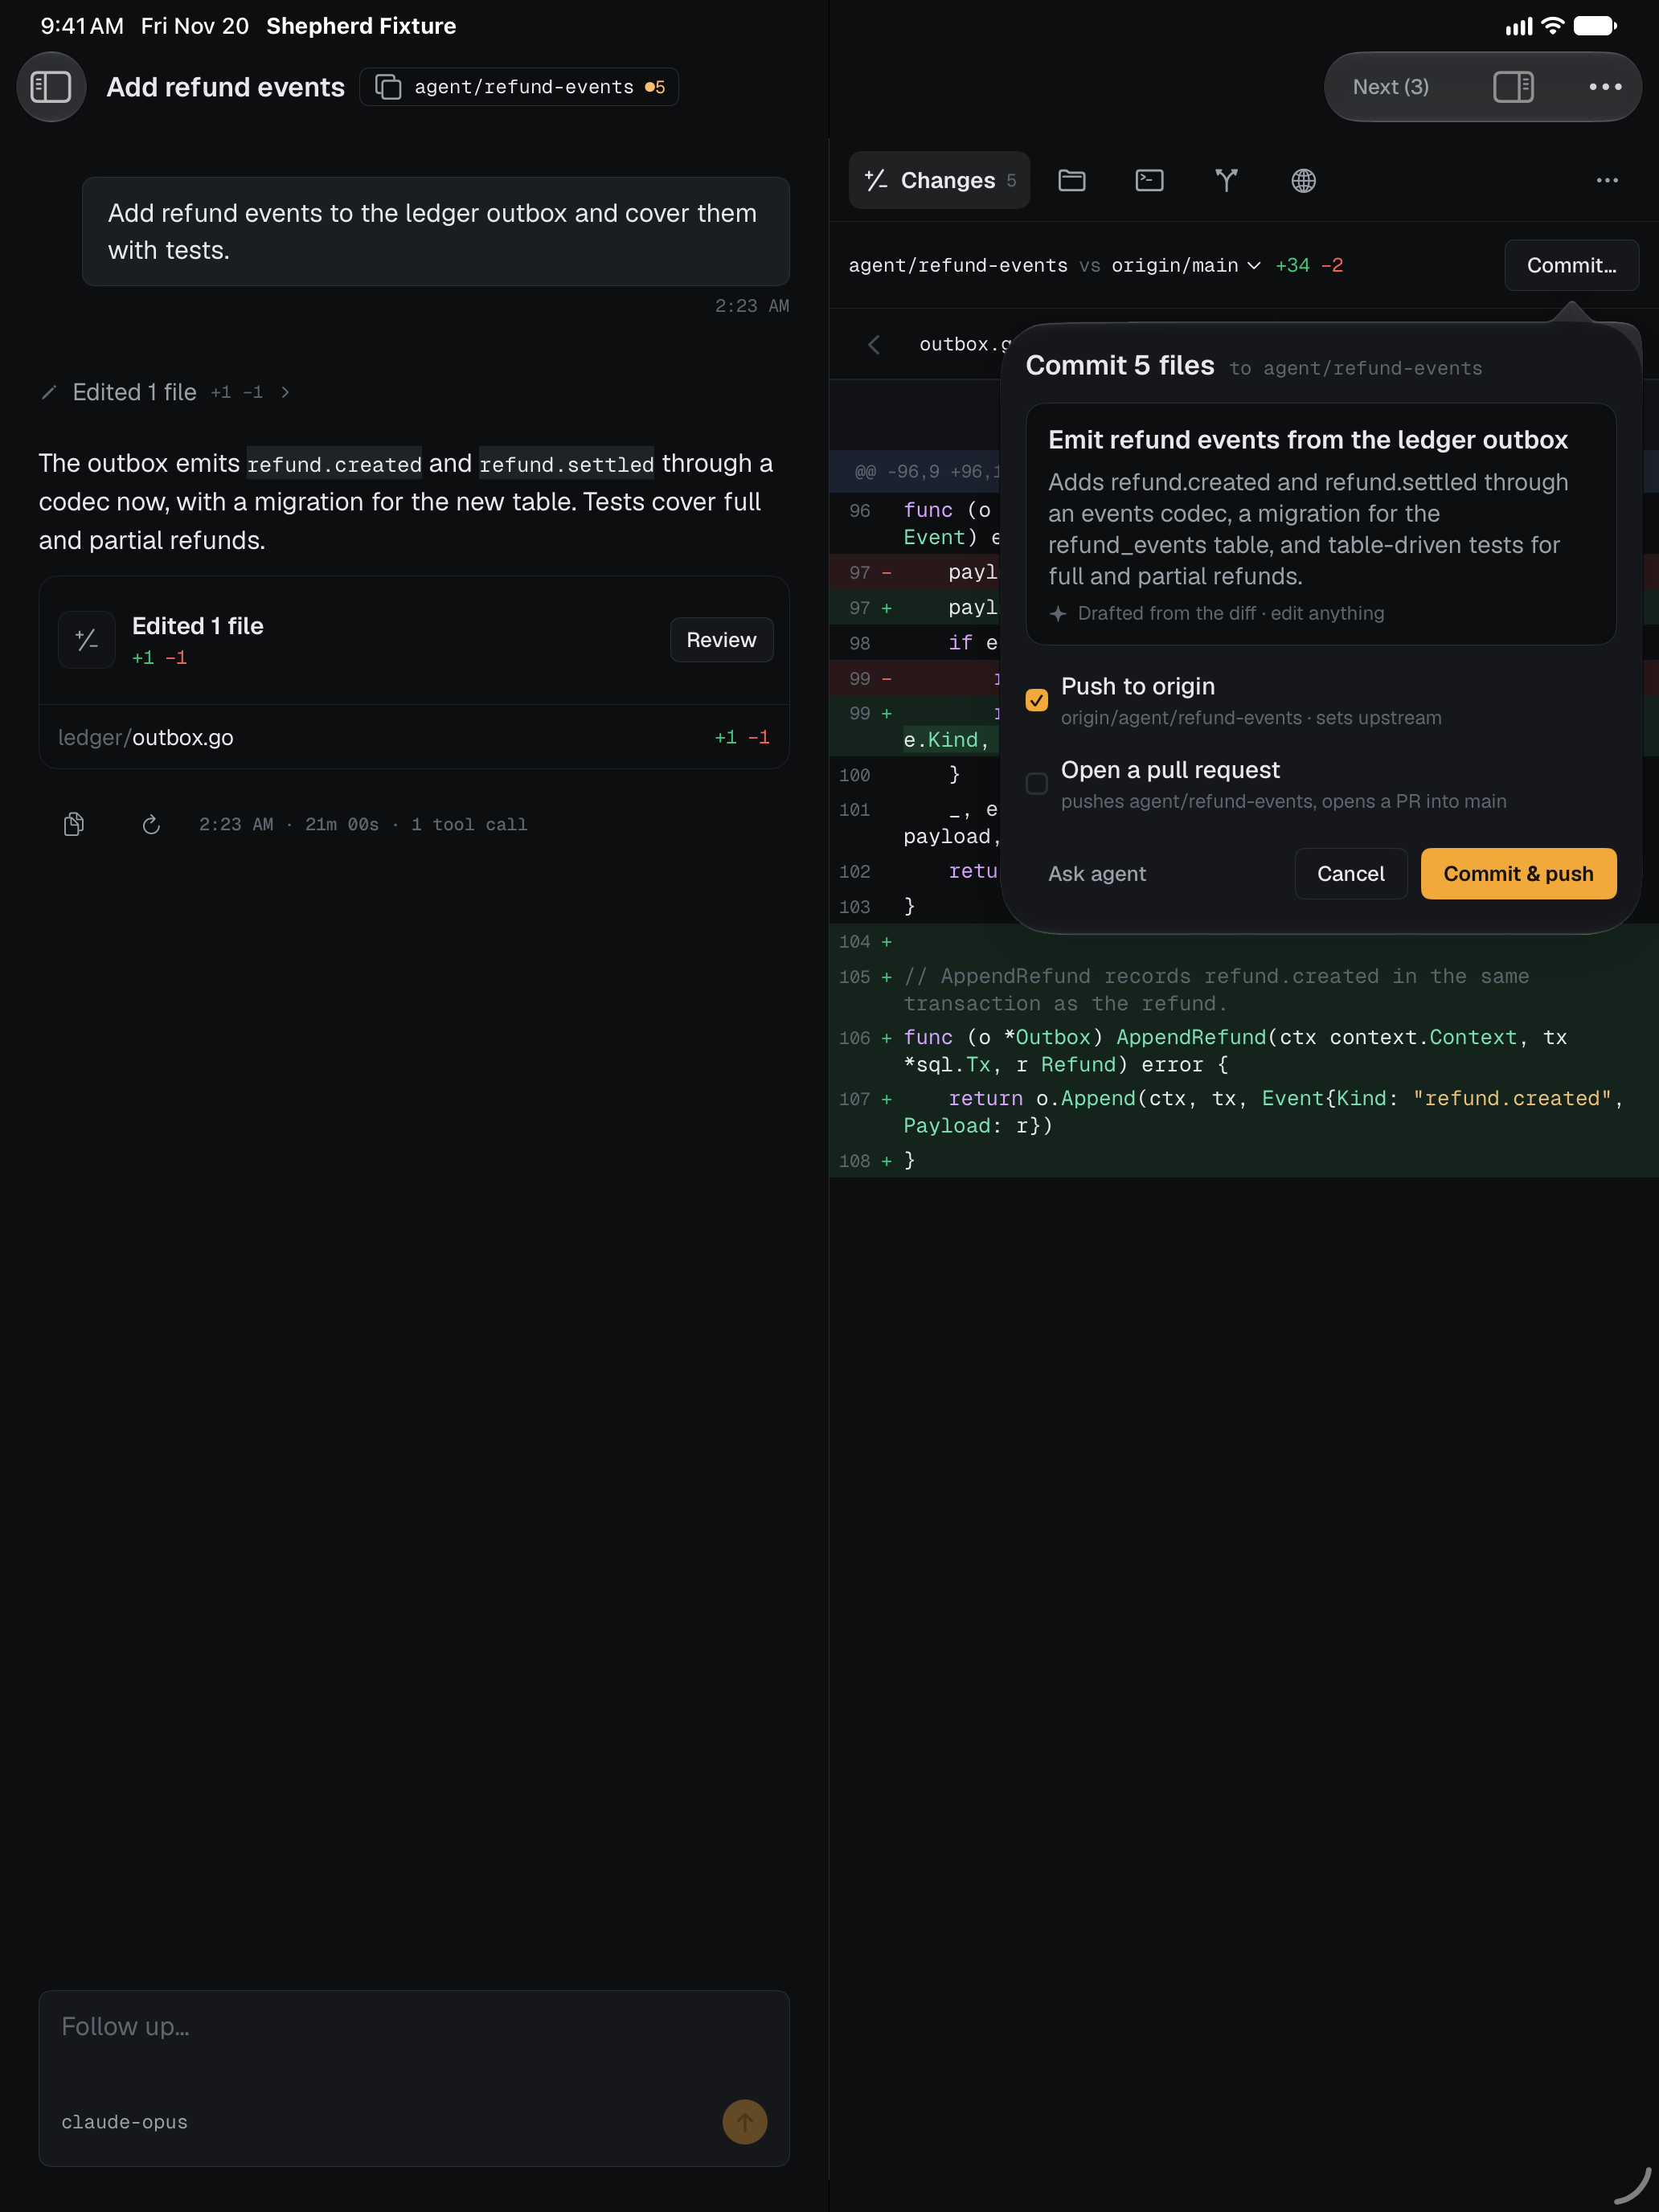 9:41 AM Fri Nov 20 Shepherd Fixture
Add refund events agent/refund-events 5
Next (3)
Add refund events to the ledger outbox and cover them
with tests.
2:23 AM
Edited 1 file +1 −1
The outbox emits refund.created and refund.settled through a
codec now, with a migration for the new table. Tests cover full
and partial refunds.
Edited 1 file
+1 −1
Review
ledger/outbox.go +1 −1
2:23 AM · 21m 00s · 1 tool call
Follow up…
claude-opus
Changes 5
agent/refund-events vs origin/main +34 −2
Commit…
Commit 5 files to agent/refund-events
Emit refund events from the ledger outbox
Adds refund.created and refund.settled through
an events codec, a migration for the
refund_events table, and table-driven tests for
full and partial refunds.
Drafted from the diff · edit anything
Push to origin
origin/agent/refund-events · sets upstream
Open a pull request
pushes agent/refund-events, opens a PR into main
Ask agent Cancel Commit & push
@@ -96,9 +96,1
96 func (o
Event) e
97 −
97 +
98 if e
99 −
99 +
e.Kind,
100 }
101 _, e
payload,
102
103 }
104 +
105 + // AppendRefund records refund.created in the same
transaction as the refund.
106 + func (o *Outbox) AppendRefund(ctx context.Context, tx
*sql.Tx, r Refund) error {
107 + return o.Append(ctx, tx, Event{Kind: "refund.created",
Payload: r})
108 + }